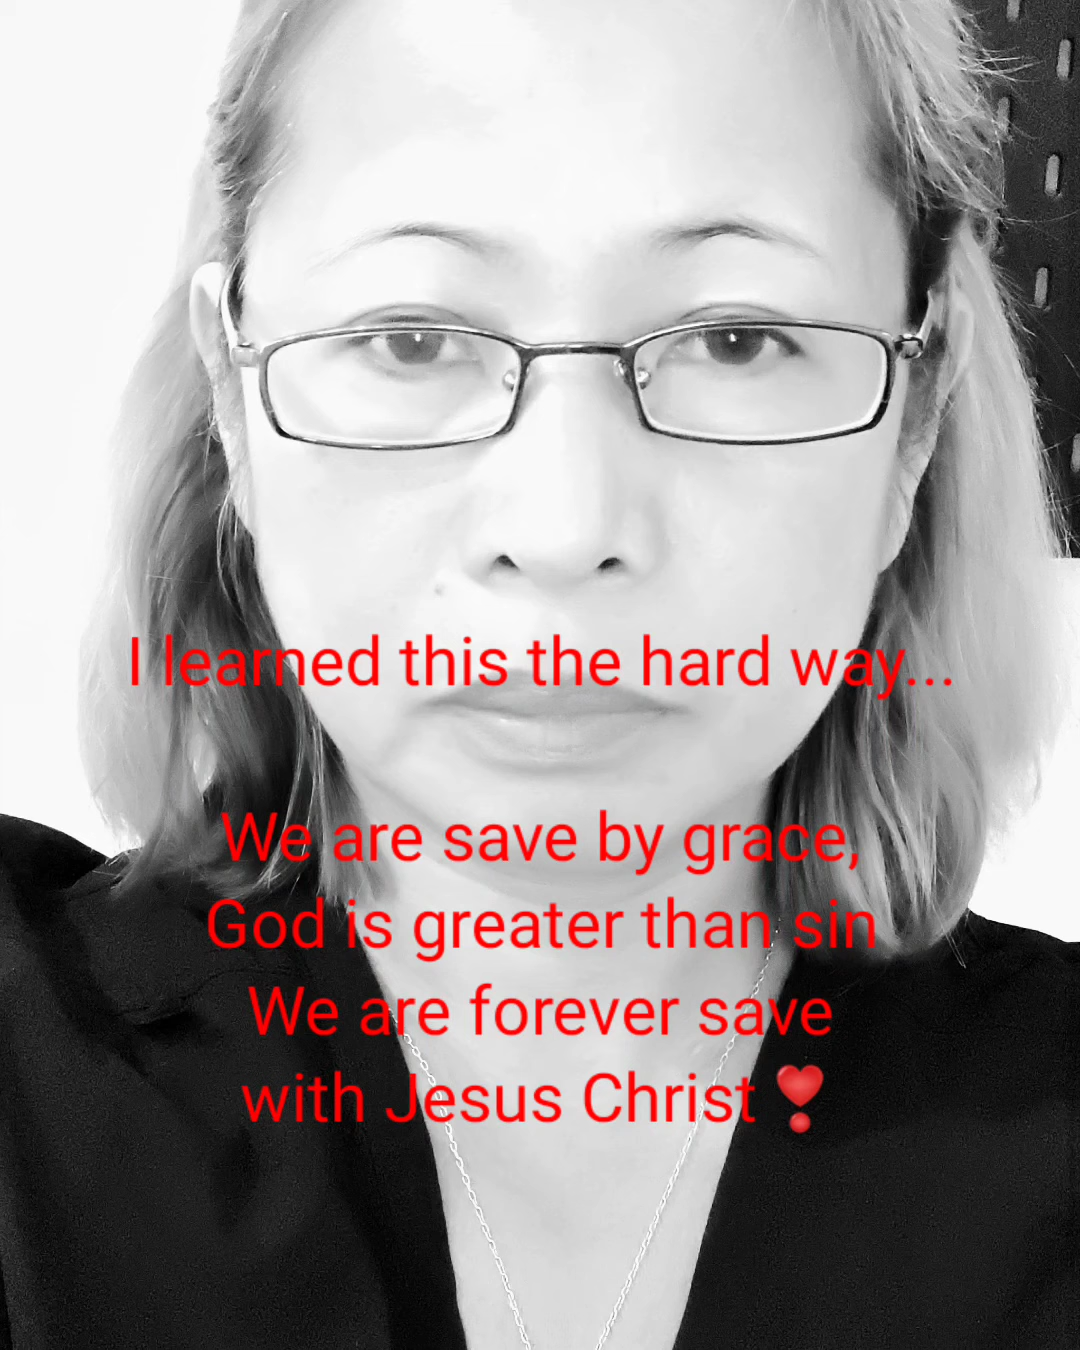 I learned this the hard way...
We are save by grace,
God is greater than sin
We are forever save
with Jesus Christ ❣